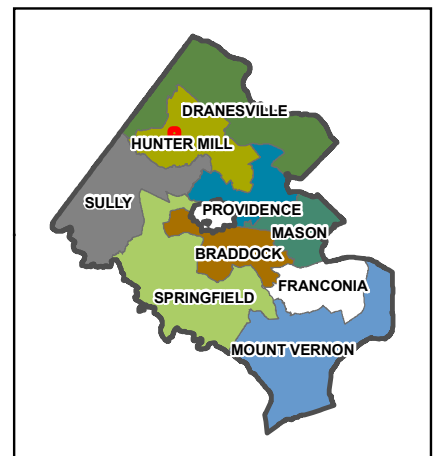 DRANESVILLE
HUNTER MILL
SULLY
PROVIDENCE
MASON
BRADDOCK
FRANCONIA
SPRINGFIELD
MOUNT VERNON